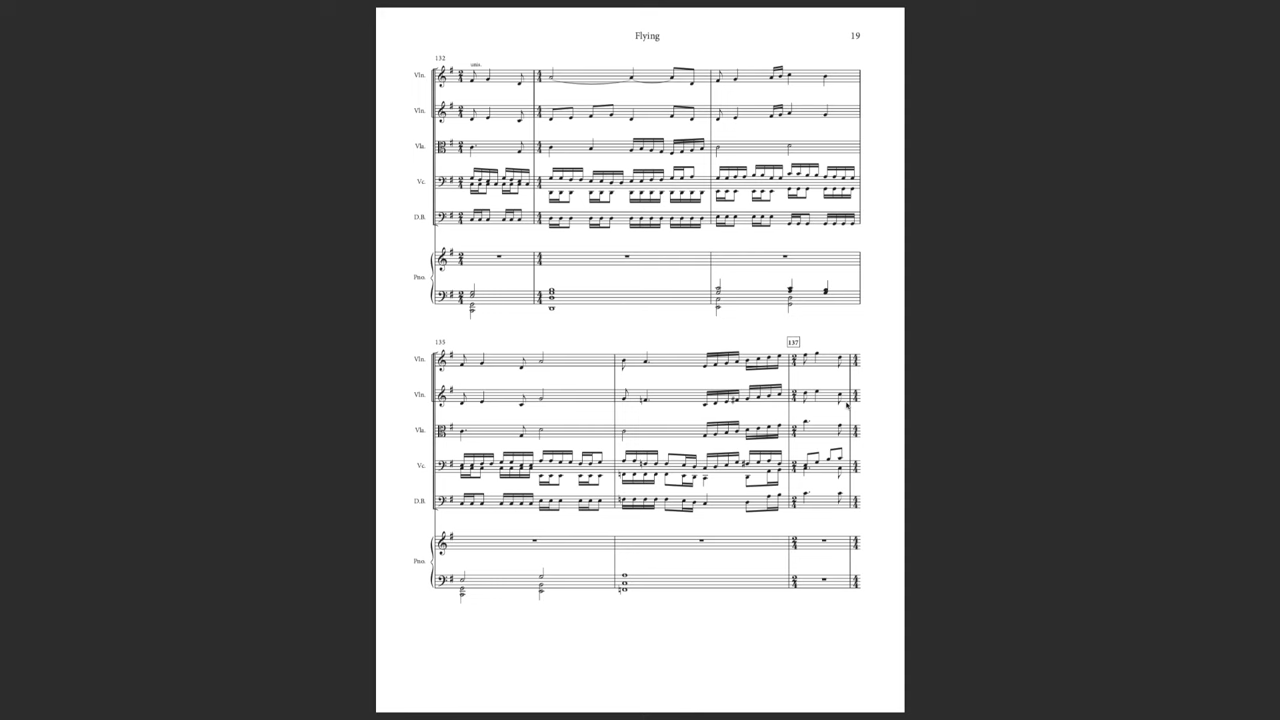 Flying 19
132
Vln.
Vln.
Vla.
Vc.
D.B.
Pno.
135
137
Vln.
Vln.
Vla.
Vc.
D.B.
Pno.